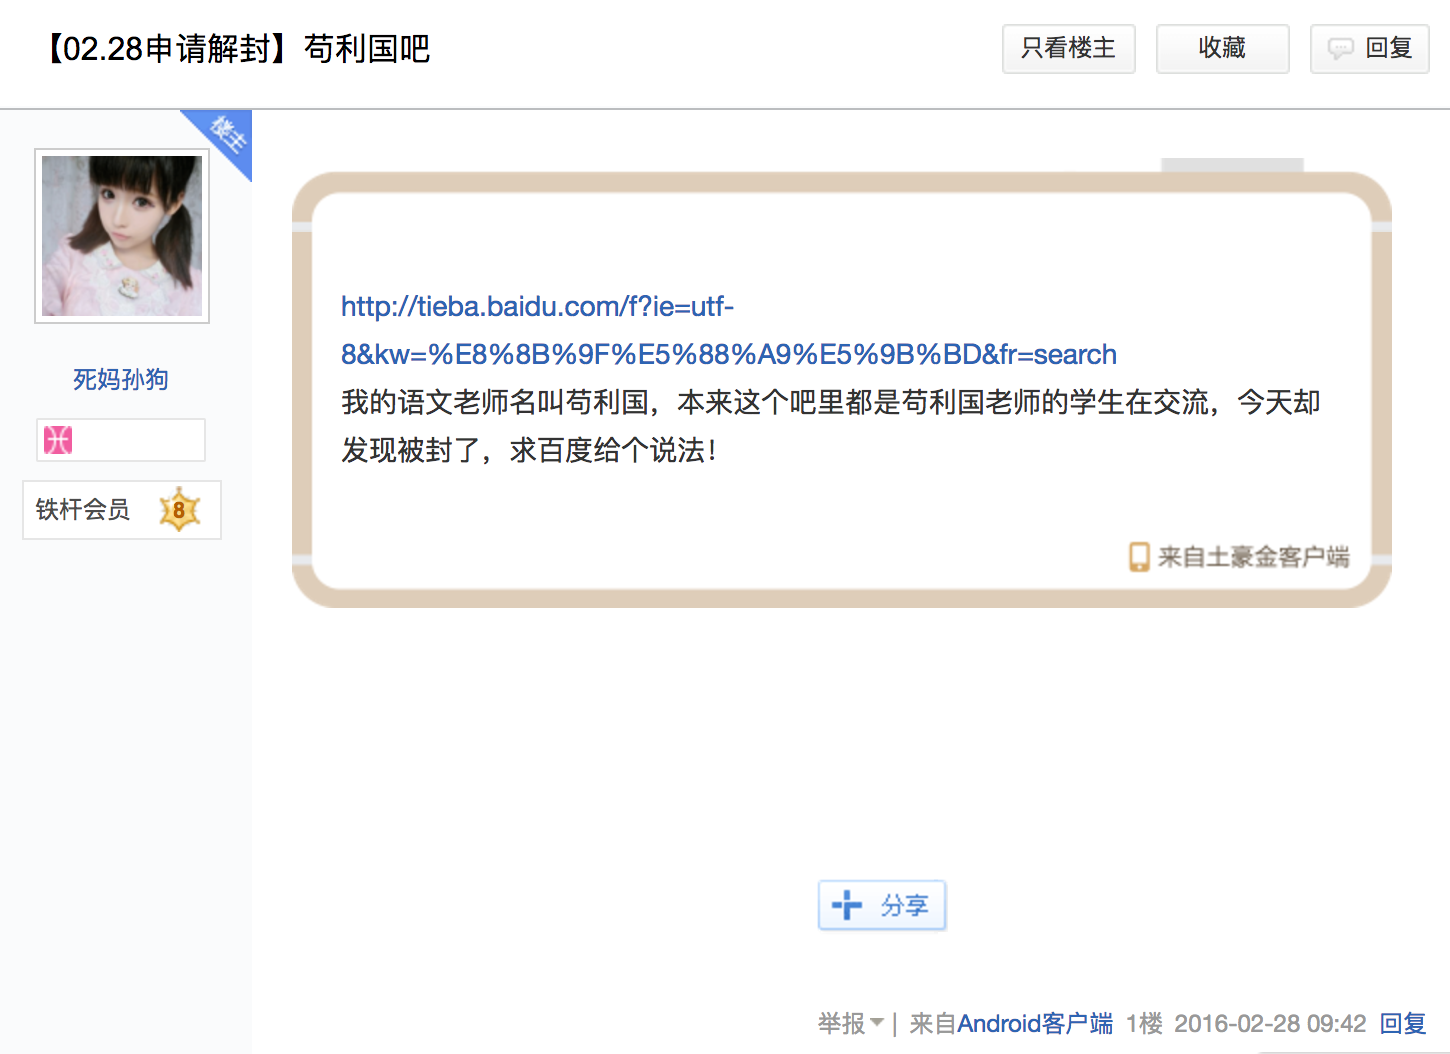 【02.28申请解封】苟利国吧
只看楼主
收藏
回复
楼主
死妈孙狗
铁杆会员
8
http://tieba.baidu.com/f?ie=utf-
8&kw=%E8%8B%9F%E5%88%A9%E5%9B%BD&fr=search
我的语文老师名叫苟利国，本来这个吧里都是苟利国老师的学生在交流，今天却
发现被封了，求百度给个说法！
来自土豪金客户端
分享
举报 | 来自Android客户端 1楼 2016-02-28 09:42 回复